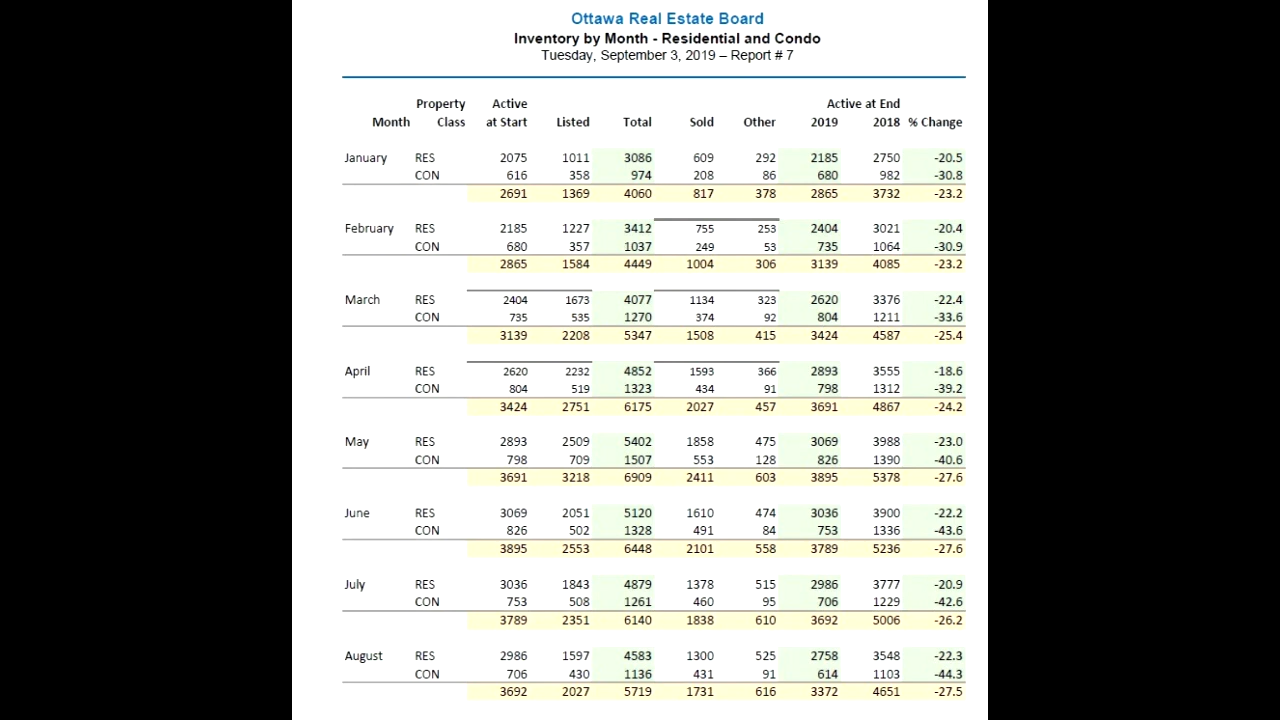 Ottawa Real Estate Board
Inventory by Month - Residential and Condo
Tuesday, September 3, 2019 – Report # 7
Property Active Active at End
Month Class at Start Listed Total Sold Other 2019 2018 % Change
January RES 2075 1011 3086 609 292 2185 2750 -20.5
CON 616 358 974 208 86 680 982 -30.8
2691 1369 4060 817 378 2865 3732 -23.2
February RES 2185 1227 3412 755 253 2404 3021 -20.4
CON 680 357 1037 249 53 735 1064 -30.9
2865 1584 4449 1004 306 3139 4085 -23.2
March RES 2404 1673 4077 1134 323 2620 3376 -22.4
CON 735 535 1270 374 92 804 1211 -33.6
3139 2208 5347 1508 415 3424 4587 -25.4
April RES 2620 2232 4852 1593 366 2893 3555 -18.6
CON 804 519 1323 434 91 798 1312 -39.2
3424 2751 6175 2027 457 3691 4867 -24.2
May RES 2893 2509 5402 1858 475 3069 3988 -23.0
CON 798 709 1507 553 128 826 1390 -40.6
3691 3218 6909 2411 603 3895 5378 -27.6
June RES 3069 2051 5120 1610 474 3036 3900 -22.2
CON 826 502 1328 491 84 753 1336 -43.6
3895 2553 6448 2101 558 3789 5236 -27.6
July RES 3036 1843 4879 1378 515 2986 3777 -20.9
CON 753 508 1261 460 95 706 1229 -42.6
3789 2351 6140 1838 610 3692 5006 -26.2
August RES 2986 1597 4583 1300 525 2758 3548 -22.3
CON 706 430 1136 431 91 614 1103 -44.3
3692 2027 5719 1731 616 3372 4651 -27.5